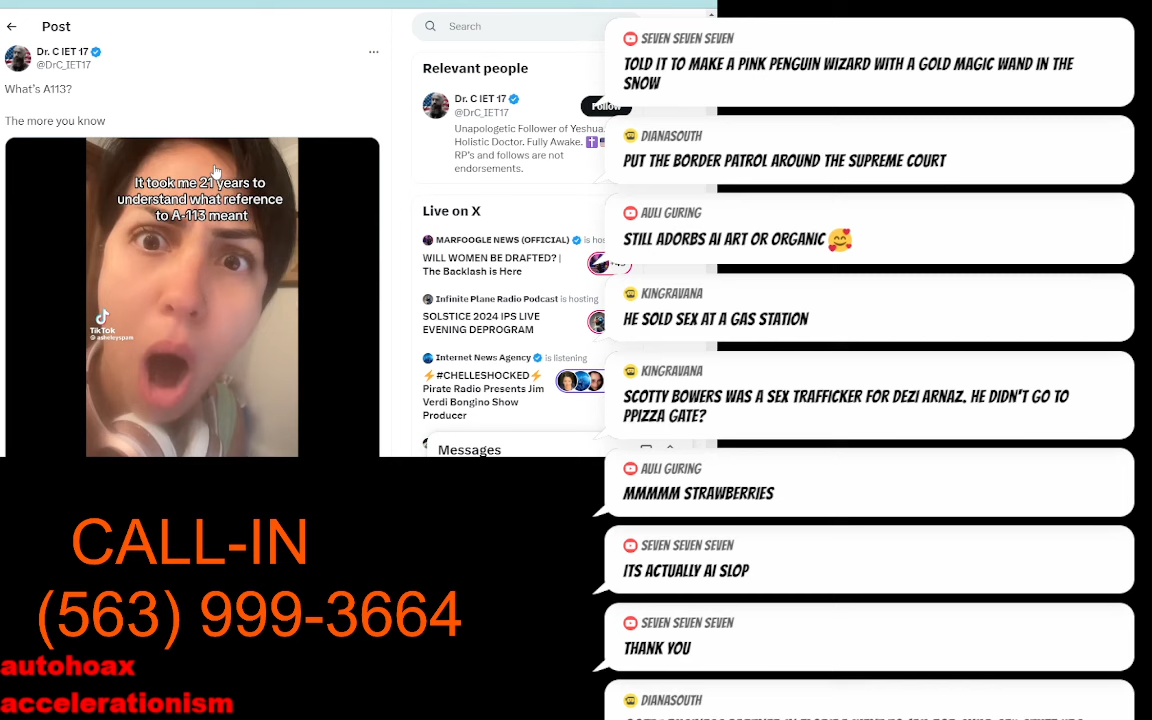 Post
Dr. C IET 17
@DrC_IET17
What's A113?
The more you know
It took me 21 years to
understand what reference
to A-113 meant
TikTok
@asheleyspam
Search
Relevant people
Dr. C IET 17
@DrC_IET17
Follow
Unapologetic Follower of Yeshua.
Holistic Doctor. Fully Awake.
RP's and follows are not
endorsements.
Live on X
MARFOOGLE NEWS (OFFICIAL) is hos
WILL WOMEN BE DRAFTED? |
The Backlash is Here
Infinite Plane Radio Podcast is hosting
SOLSTICE 2024 IPS LIVE
EVENING DEPROGRAM
Internet News Agency is listening
⚡#CHELLESHOCKED⚡
Pirate Radio Presents Jim
Verdi Bongino Show
Producer
Messages
SEVEN SEVEN SEVEN
TOLD IT TO MAKE A PINK PENGUIN WIZARD WITH A GOLD MAGIC WAND IN THE
SNOW
DIANASOUTH
PUT THE BORDER PATROL AROUND THE SUPREME COURT
AULI GURING
STILL ADORBS AI ART OR ORGANIC🥰
KINGRAVANA
HE SOLD SEX AT A GAS STATION
KINGRAVANA
SCOTTY BOWERS WAS A SEX TRAFFICKER FOR DEZI ARNAZ. HE DIDN'T GO TO
PPIZZA GATE?
AULI GURING
MMMMM STRAWBERRIES
SEVEN SEVEN SEVEN
ITS ACTUALLY AI SLOP
SEVEN SEVEN SEVEN
THANK YOU
DIANASOUTH
CALL-IN
(563) 999-3664
autohoax
accelerationism